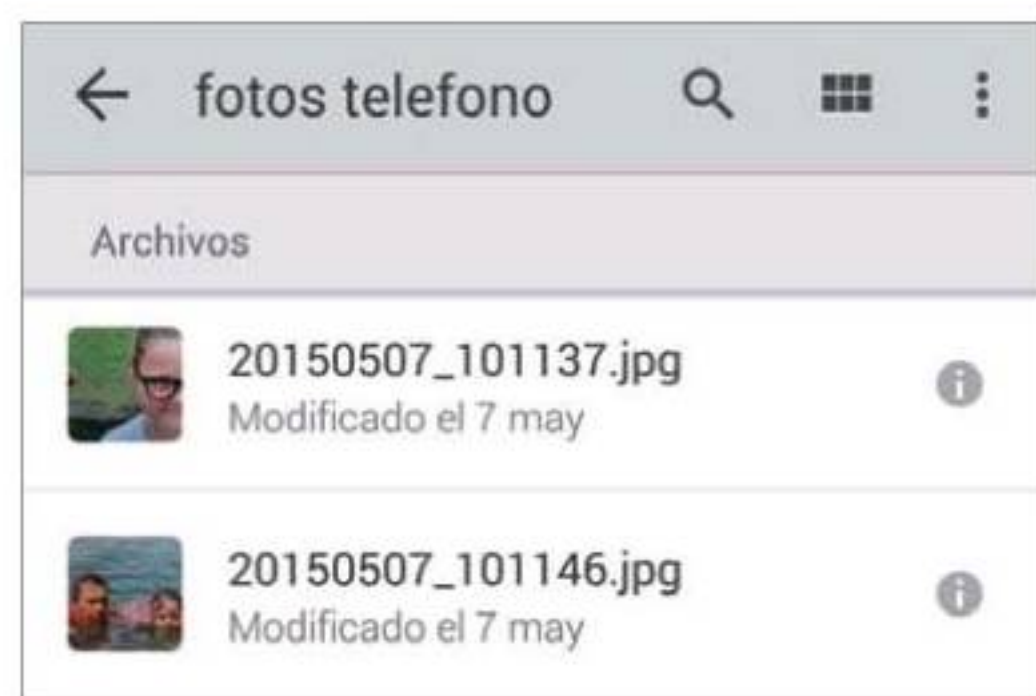 fotos telefono
Archivos
20150507_101137.jpg
Modificado el 7 may
20150507_101146.jpg
Modificado el 7 may